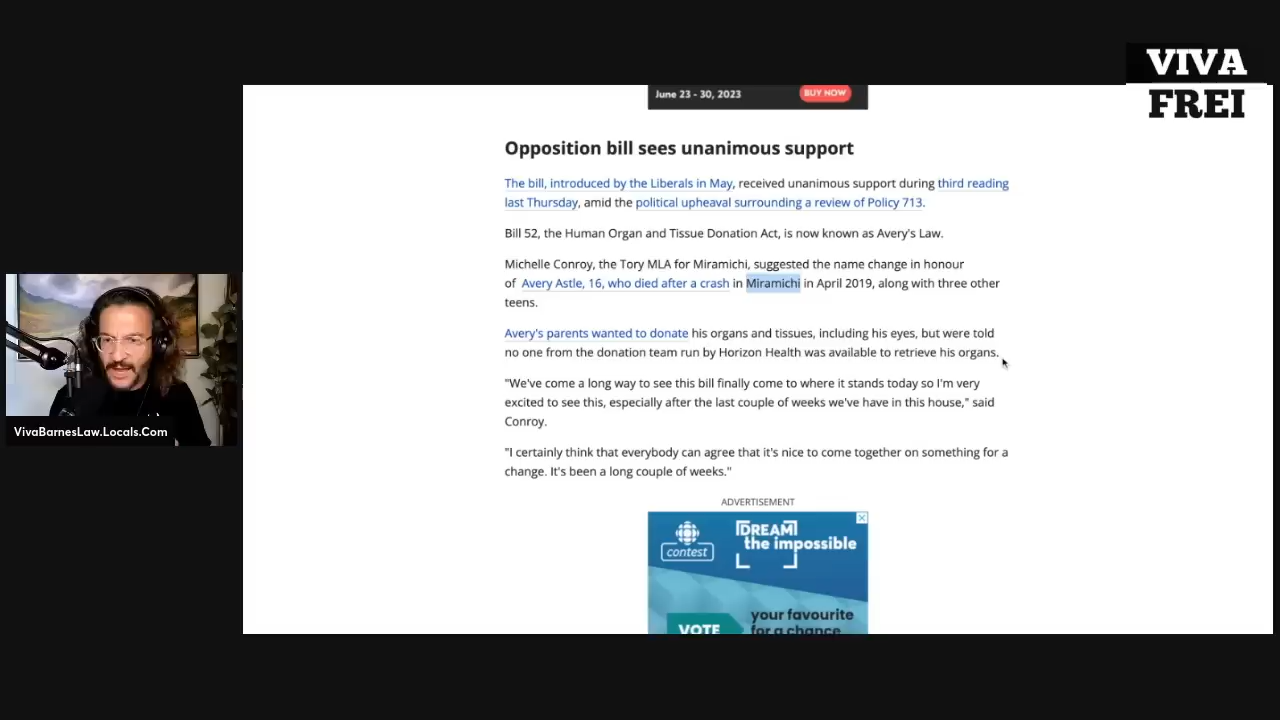 VIVA
FREI
June 23 - 30, 2023
BUY NOW
Opposition bill sees unanimous support
The bill, introduced by the Liberals in May, received unanimous support during third reading
last Thursday, amid the political upheaval surrounding a review of Policy 713.
Bill 52, the Human Organ and Tissue Donation Act, is now known as Avery's Law.
Michelle Conroy, the Tory MLA for Miramichi, suggested the name change in honour
of Avery Astle, 16, who died after a crash in Miramichi in April 2019, along with three other
teens.
Avery's parents wanted to donate his organs and tissues, including his eyes, but were told
no one from the donation team run by Horizon Health was available to retrieve his organs.
"We've come a long way to see this bill finally come to where it stands today so I'm very
excited to see this, especially after the last couple of weeks we've have in this house," said
Conroy.
"I certainly think that everybody can agree that it's nice to come together on something for a
change. It's been a long couple of weeks."
ADVERTISEMENT
contest
DREAM
the impossible
VOTE
your favourite
for a chance
VivaBarnesLaw.Locals.Com